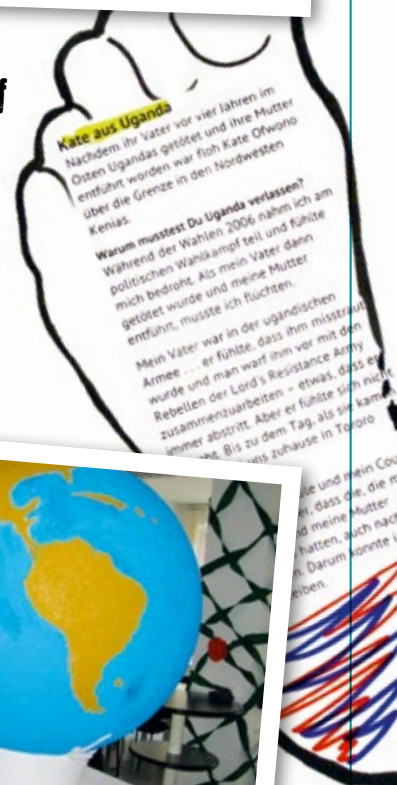 f
Kate aus Uganda
Nachdem ihr Vater vor vier Jahren im
Osten Ugandas getötet und ihre Mutter
entführt worden war floh Kate Ofwono
über die Grenze in den Nordwesten
Kenias.
Warum musstest Du Uganda verlassen?
Während der Wahlen 2006 nahm ich am
politischen Wahlkampf teil und fühlte
mich bedroht. Als mein Vater dann
getötet wurde und meine Mutter
entführt, musste ich flüchten.
Mein Vater war in der ugandischen
Armee . . . er fühlte, dass ihm misstraut
wurde und man warf ihm vor mit den
Rebellen der Lord's Resistance Army
zusammenzuarbeiten – etwas, dass er
immer abstritt. Aber er fühlte sich nicht
Bis zu dem Tag, als sie kamen
uns zuhause in Tororo
und mein
dass die, die
meine Mutter
hatten, auch nach
Darum konnte